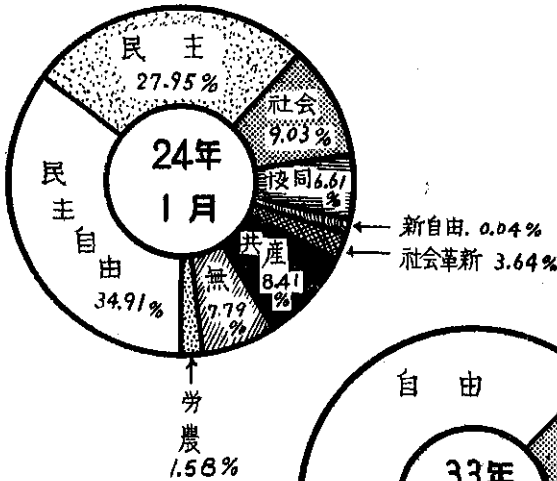 民主
27.95%
社会
9.03%
24年
1月
協同 6.61
%
新自由. 0.04%
社会革新 3.64%
共産
8.41
%
無
7.79
%
民主自由
34.91%
労農
1.58%
自由
33年